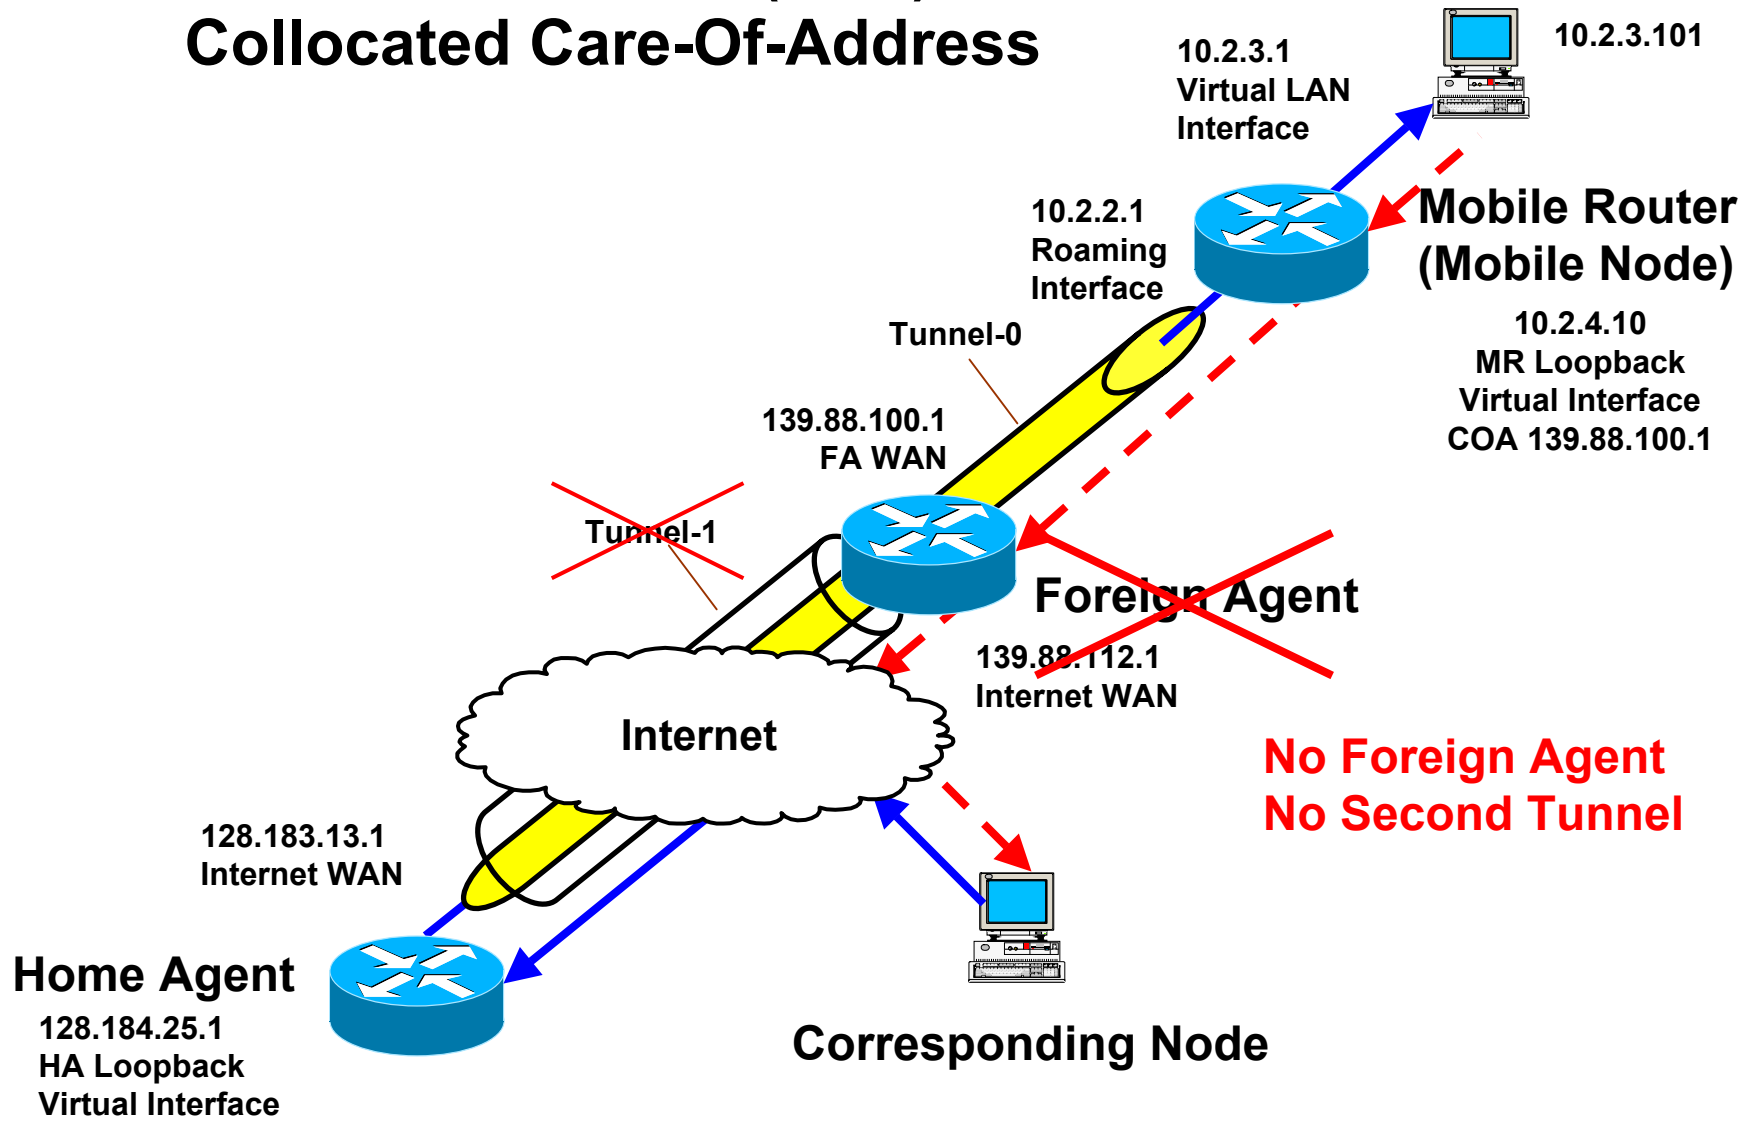 Collocated Care-Of-Address
10.2.3.1
Virtual LAN
Interface
10.2.3.101
10.2.2.1
Roaming
Interface
Mobile Router
(Mobile Node)
10.2.4.10
MR Loopback
Virtual Interface
COA 139.88.100.1
Tunnel-0
139.88.100.1
FA WAN
Tunnel-1
Foreign Agent
139.88.112.1
Internet WAN
Internet
No Foreign Agent
No Second Tunnel
128.183.13.1
Internet WAN
Home Agent
128.184.25.1
HA Loopback
Virtual Interface
Corresponding Node